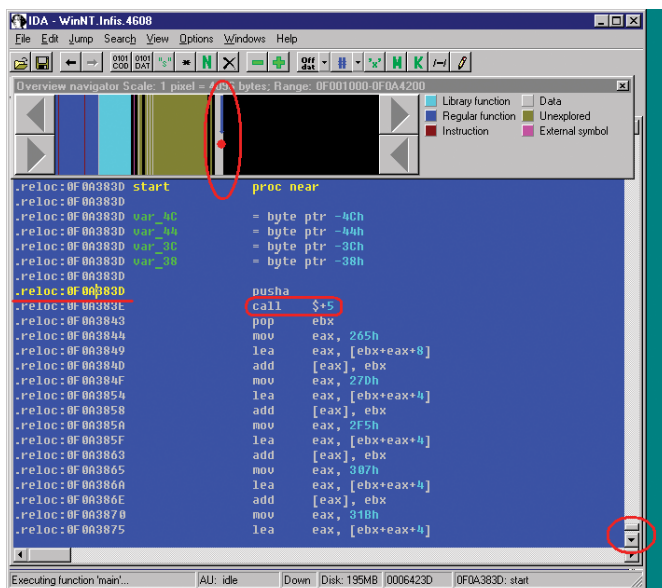 IDA - WinNT.Infis.4608
File Edit Jump Search View Options Windows Help
0101 COD 0101 DAT "s" * N X Off dat # 'x' M K
Overview navigator Scale: 1 pixel = 4096 bytes; Range: 0F001000-0F0A4200
Library function Data
Regular function Unexplored
Instruction External symbol
.reloc:0F0A383D start proc near
.reloc:0F0A383D
.reloc:0F0A383D var_4C = byte ptr -4Ch
.reloc:0F0A383D var_44 = byte ptr -44h
.reloc:0F0A383D var_3C = byte ptr -3Ch
.reloc:0F0A383D var_38 = byte ptr -38h
.reloc:0F0A383D
.reloc:0F0A383D pusha
.reloc:0F0A383E call $+5
.reloc:0F0A3843 pop ebx
.reloc:0F0A3844 mov eax, 265h
.reloc:0F0A3849 lea eax, [ebx+eax+8]
.reloc:0F0A384D add [eax], ebx
.reloc:0F0A384F mov eax, 27Dh
.reloc:0F0A3854 lea eax, [ebx+eax+4]
.reloc:0F0A3858 add [eax], ebx
.reloc:0F0A385A mov eax, 2F5h
.reloc:0F0A385F lea eax, [ebx+eax+4]
.reloc:0F0A3863 add [eax], ebx
.reloc:0F0A3865 mov eax, 307h
.reloc:0F0A386A lea eax, [ebx+eax+4]
.reloc:0F0A386E add [eax], ebx
.reloc:0F0A3870 mov eax, 31Bh
.reloc:0F0A3875 lea eax, [ebx+eax+4]
Executing function 'main'... AU: idle Down Disk: 195MB 0006423D 0F0A383D: start